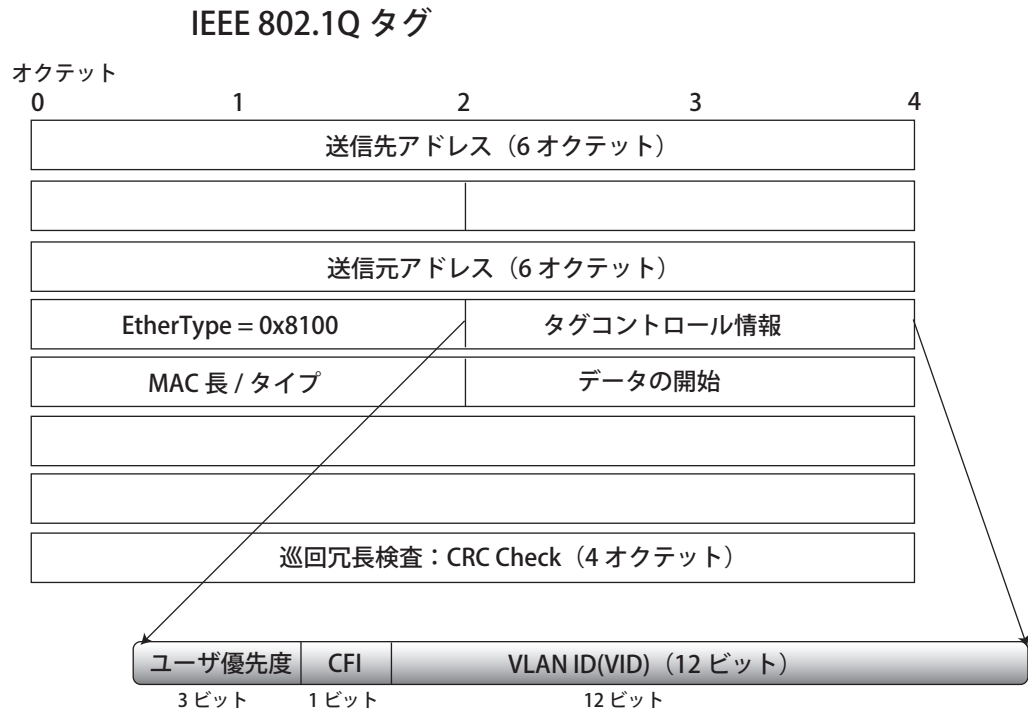 IEEE 802.1Q タグ
オクテット
0 1 2 3 4
送信先アドレス（6 オクテット）
送信元アドレス（6 オクテット）
EtherType = 0x8100 タグコントロール情報
MAC 長 / タイプ データの開始
巡回冗長検査：CRC Check（4 オクテット）
ユーザ優先度 CFI VLAN ID(VID)（12 ビット）
3 ビット 1 ビット 12 ビット